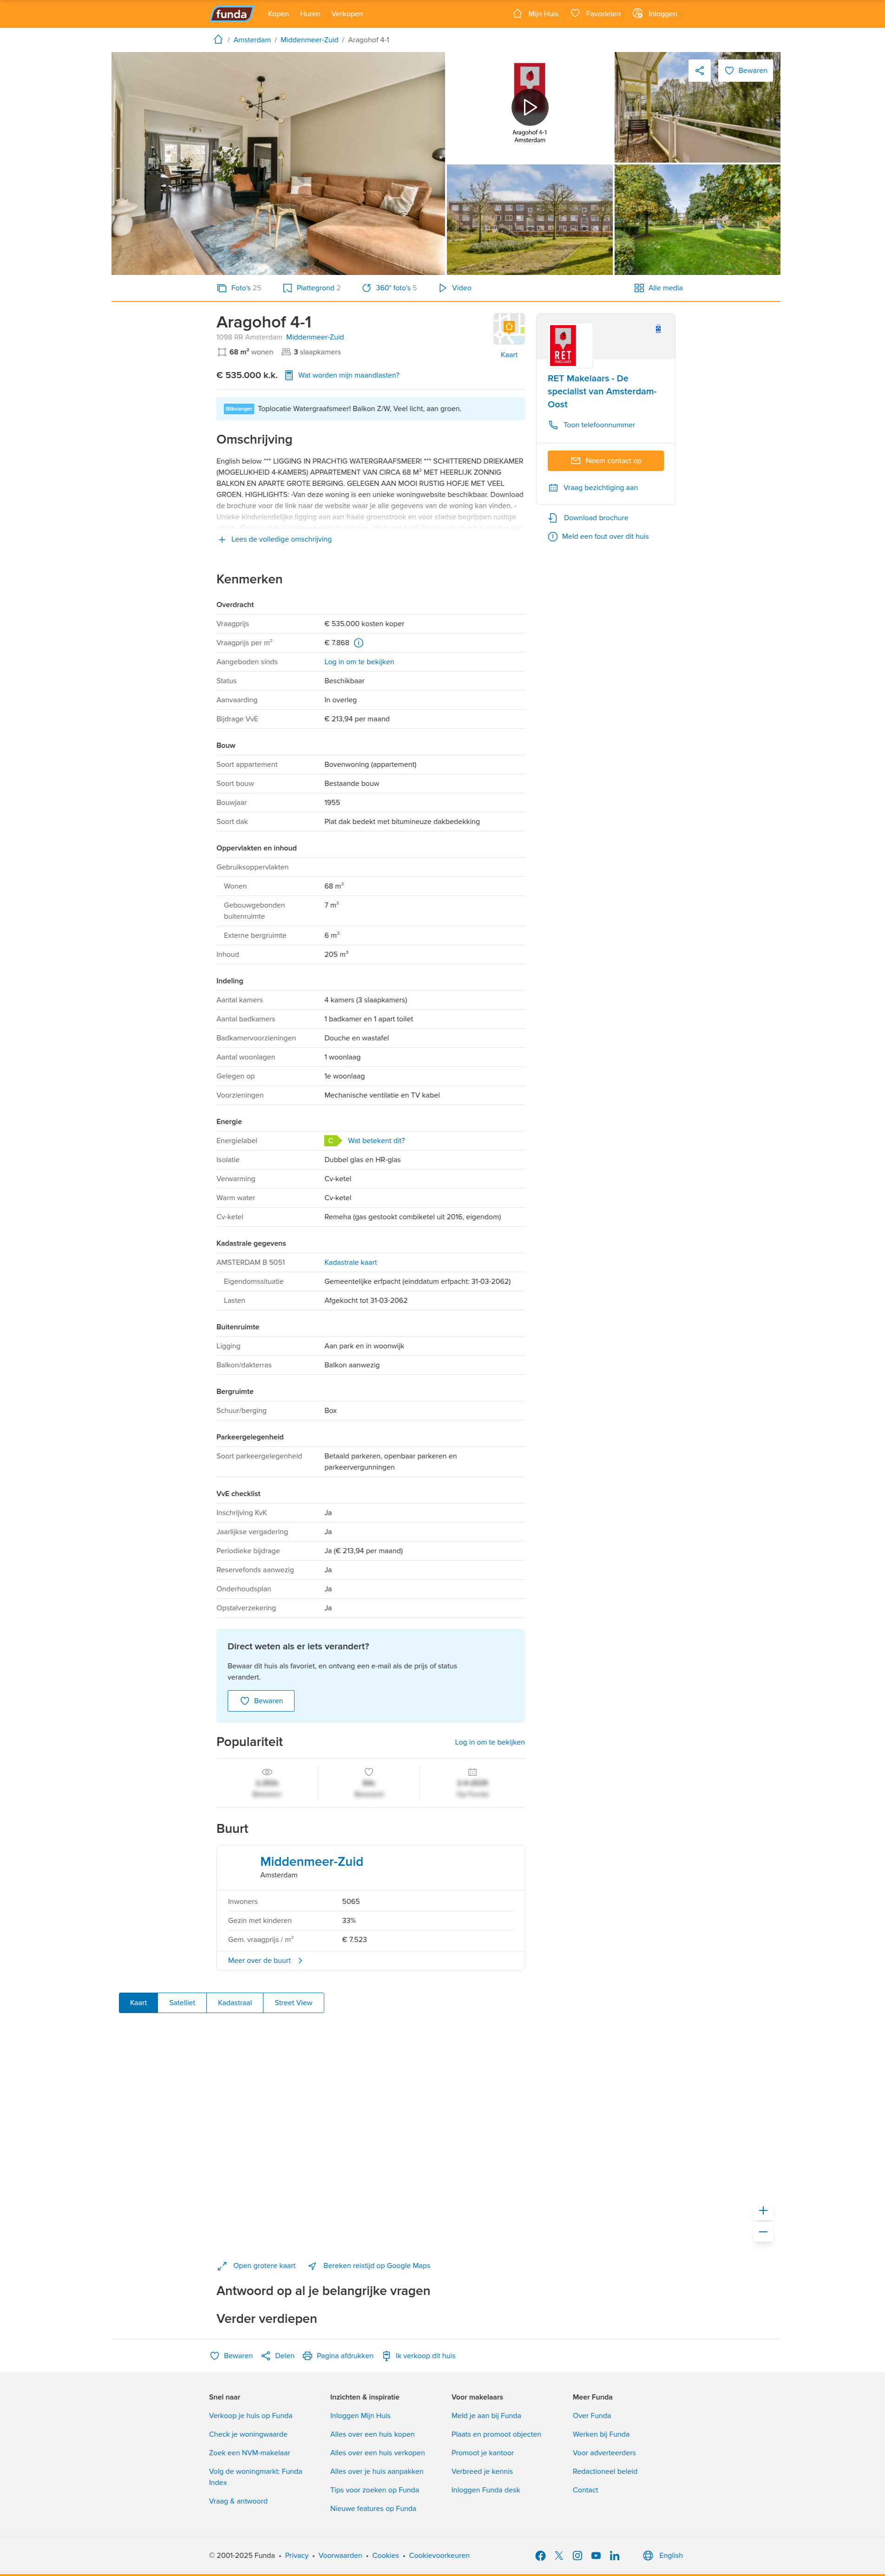 funda
Kopen
Huren
Verkopen
Mijn Huis
Favorieten
Inloggen
/ Amsterdam / Middenmeer-Zuid / Aragohof 4-1
RET
MAKELAARS
Aragohof 4-1
Amsterdam
Bewaren
Foto's 25
Plattegrond 2
360° foto's 5
Video
Alle media
Aragohof 4-1
1098 RR Amsterdam Middenmeer-Zuid
68 m² wonen
3 slaapkamers
Kaart
€ 535.000 k.k.
Wat worden mijn maandlasten?
Blikvanger Toplocatie Watergraafsmeer! Balkon Z/W, Veel licht, aan groen.
RET
MAKELAARS
RET Makelaars - De
specialist van Amsterdam-
Oost
Toon telefoonnummer
Neem contact op
Vraag bezichtiging aan
Download brochure
Meld een fout over dit huis
Omschrijving
English below *** LIGGING IN PRACHTIG WATERGRAAFSMEER! *** SCHITTEREND DRIEKAMER
(MOGELIJKHEID 4-KAMERS) APPARTEMENT VAN CIRCA 68 M² MET HEERLIJK ZONNIG
BALKON EN APARTE GROTE BERGING. GELEGEN AAN MOOI RUSTIG HOFJE MET VEEL
GROEN. HIGHLIGHTS: -Van deze woning is een unieke woningwebsite beschikbaar. Download
de brochure voor de link naar de website waar je alle gegevens van de woning kan vinden. -
Unieke kindvriendelijke ligging aan aan fraaie groenstrook en voor stadse begrippen rustige
Lees de volledige omschrijving
Kenmerken
Overdracht
Vraagprijs € 535.000 kosten koper
Vraagprijs per m² € 7.868
Aangeboden sinds Log in om te bekijken
Status Beschikbaar
Aanvaarding In overleg
Bijdrage VvE € 213,94 per maand
Bouw
Soort appartement Bovenwoning (appartement)
Soort bouw Bestaande bouw
Bouwjaar 1955
Soort dak Plat dak bedekt met bitumineuze dakbedekking
Oppervlakten en inhoud
Gebruiksoppervlakten
Wonen 68 m²
Gebouwgebonden 7 m²
buitenruimte
Externe bergruimte 6 m²
Inhoud 205 m³
Indeling
Aantal kamers 4 kamers (3 slaapkamers)
Aantal badkamers 1 badkamer en 1 apart toilet
Badkamervoorzieningen Douche en wastafel
Aantal woonlagen 1 woonlaag
Gelegen op 1e woonlaag
Voorzieningen Mechanische ventilatie en TV kabel
Energie
Energielabel C Wat betekent dit?
Isolatie Dubbel glas en HR-glas
Verwarming Cv-ketel
Warm water Cv-ketel
Cv-ketel Remeha (gas gestookt combiketel uit 2016, eigendom)
Kadastrale gegevens
AMSTERDAM B 5051 Kadastrale kaart
Eigendomssituatie Gemeentelijke erfpacht (einddatum erfpacht: 31-03-2062)
Lasten Afgekocht tot 31-03-2062
Buitenruimte
Ligging Aan park en in woonwijk
Balkon/dakterras Balkon aanwezig
Bergruimte
Schuur/berging Box
Parkeergelegenheid
Soort parkeergelegenheid Betaald parkeren, openbaar parkeren en
parkeervergunningen
VvE checklist
Inschrijving KvK Ja
Jaarlijkse vergadering Ja
Periodieke bijdrage Ja (€ 213,94 per maand)
Reservefonds aanwezig Ja
Onderhoudsplan Ja
Opstalverzekering Ja
Direct weten als er iets verandert?
Bewaar dit huis als favoriet, en ontvang een e-mail als de prijs of status
verandert.
Bewaren
Populariteit
Log in om te bekijken
Buurt
Middenmeer-Zuid
Amsterdam
Inwoners 5065
Gezin met kinderen 33%
Gem. vraagprijs / m² € 7.523
Meer over de buurt
Kaart
Satelliet
Kadastraal
Street View
Open grotere kaart
Bereken reistijd op Google Maps
Antwoord op al je belangrijke vragen
Verder verdiepen
Bewaren
Delen
Pagina afdrukken
Ik verkoop dit huis
Snel naar
Verkoop je huis op Funda
Check je woningwaarde
Zoek een NVM-makelaar
Volg de woningmarkt: Funda
Index
Vraag & antwoord
Inzichten & inspiratie
Inloggen Mijn Huis
Alles over een huis kopen
Alles over een huis verkopen
Alles over je huis aanpakken
Tips voor zoeken op Funda
Nieuwe features op Funda
Voor makelaars
Meld je aan bij Funda
Plaats en promoot objecten
Promoot je kantoor
Verbreed je kennis
Inloggen Funda desk
Meer Funda
Over Funda
Werken bij Funda
Voor adverteerders
Redactioneel beleid
Contact
© 2001-2025 Funda • Privacy • Voorwaarden • Cookies • Cookievoorkeuren
English